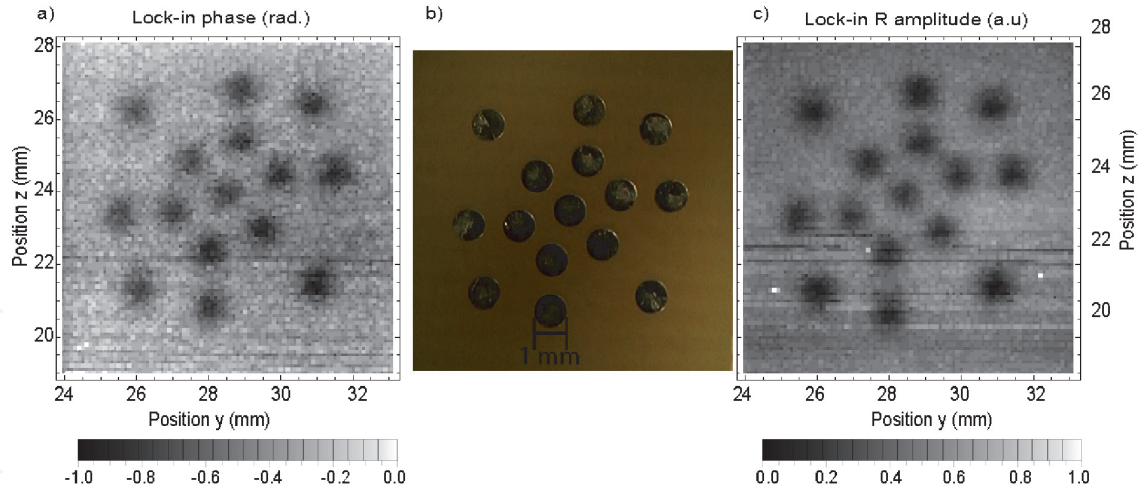 a)
Lock-in phase (rad.)
28
26
24
22
20
Position z (mm)
24 26 28 30 32
Position y (mm)
-1.0 -0.8 -0.6 -0.4 -0.2 0.0
b)
1 mm
c)
Lock-in R amplitude (a.u)
28
26
24
22
20
Position z (mm)
24 26 28 30 32
Position y (mm)
0.0 0.2 0.4 0.6 0.8 1.0